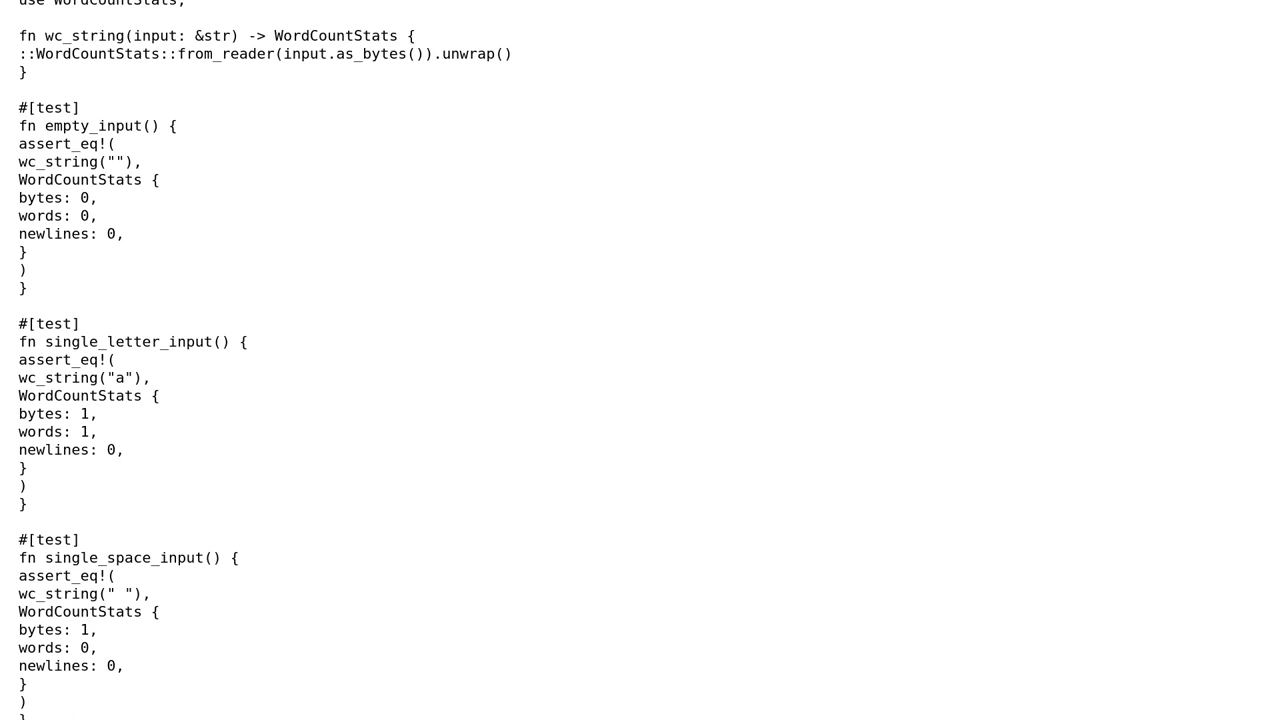 use WordCountStats;

fn wc_string(input: &str) -> WordCountStats {
::WordCountStats::from_reader(input.as_bytes()).unwrap()
}

#[test]
fn empty_input() {
assert_eq!(
wc_string(""),
WordCountStats {
bytes: 0,
words: 0,
newlines: 0,
}
)
}

#[test]
fn single_letter_input() {
assert_eq!(
wc_string("a"),
WordCountStats {
bytes: 1,
words: 1,
newlines: 0,
}
)
}

#[test]
fn single_space_input() {
assert_eq!(
wc_string(" "),
WordCountStats {
bytes: 1,
words: 0,
newlines: 0,
}
)
}